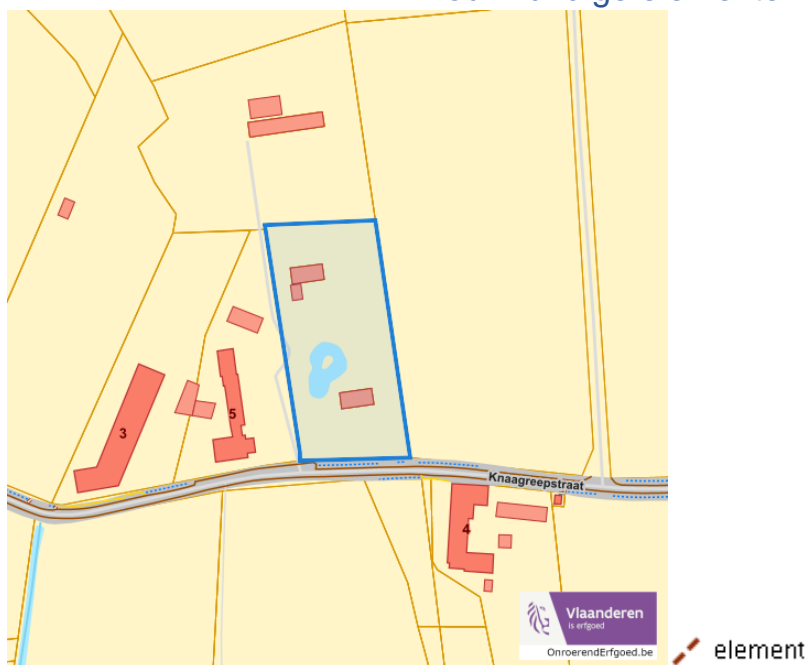 3
5
Knaagreepstraat
4
Vlaanderen
is erfgoed
OnroerendErfgoed.be
element